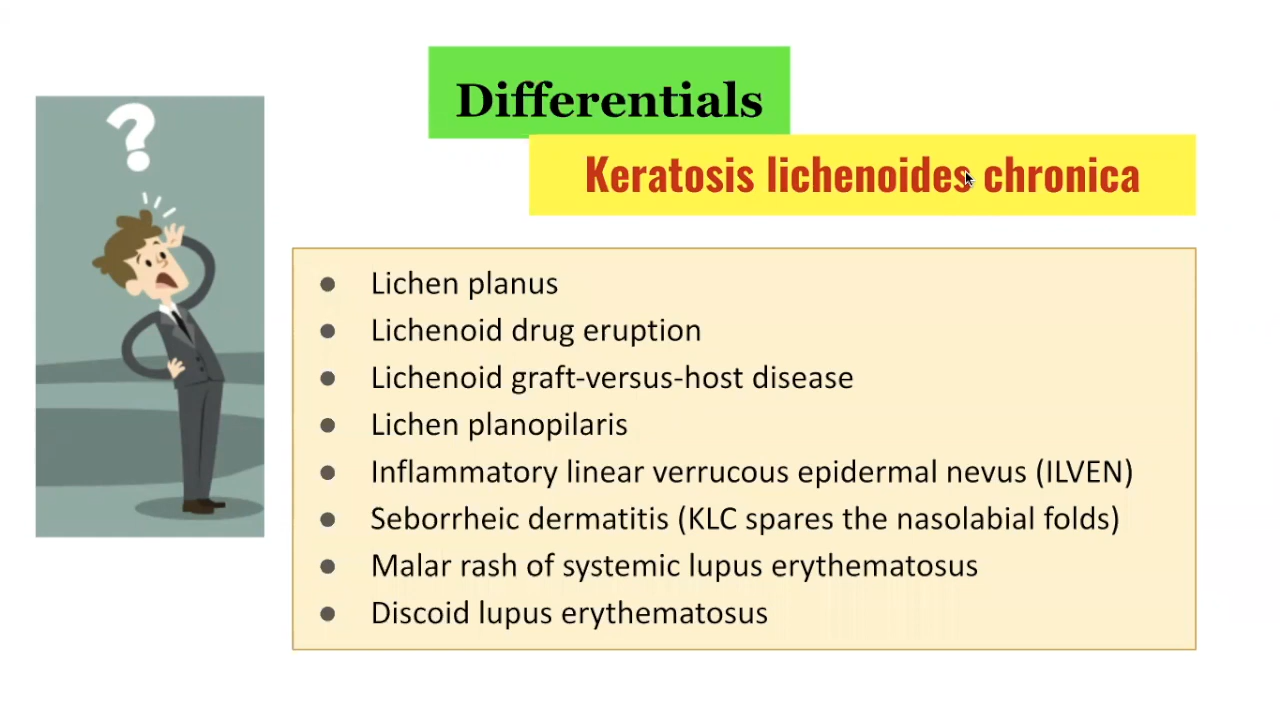 ?
Differentials
Keratosis lichenoides chronica
● Lichen planus
● Lichenoid drug eruption
● Lichenoid graft-versus-host disease
● Lichen planopilaris
● Inflammatory linear verrucous epidermal nevus (ILVEN)
● Seborrheic dermatitis (KLC spares the nasolabial folds)
● Malar rash of systemic lupus erythematosus
● Discoid lupus erythematosus